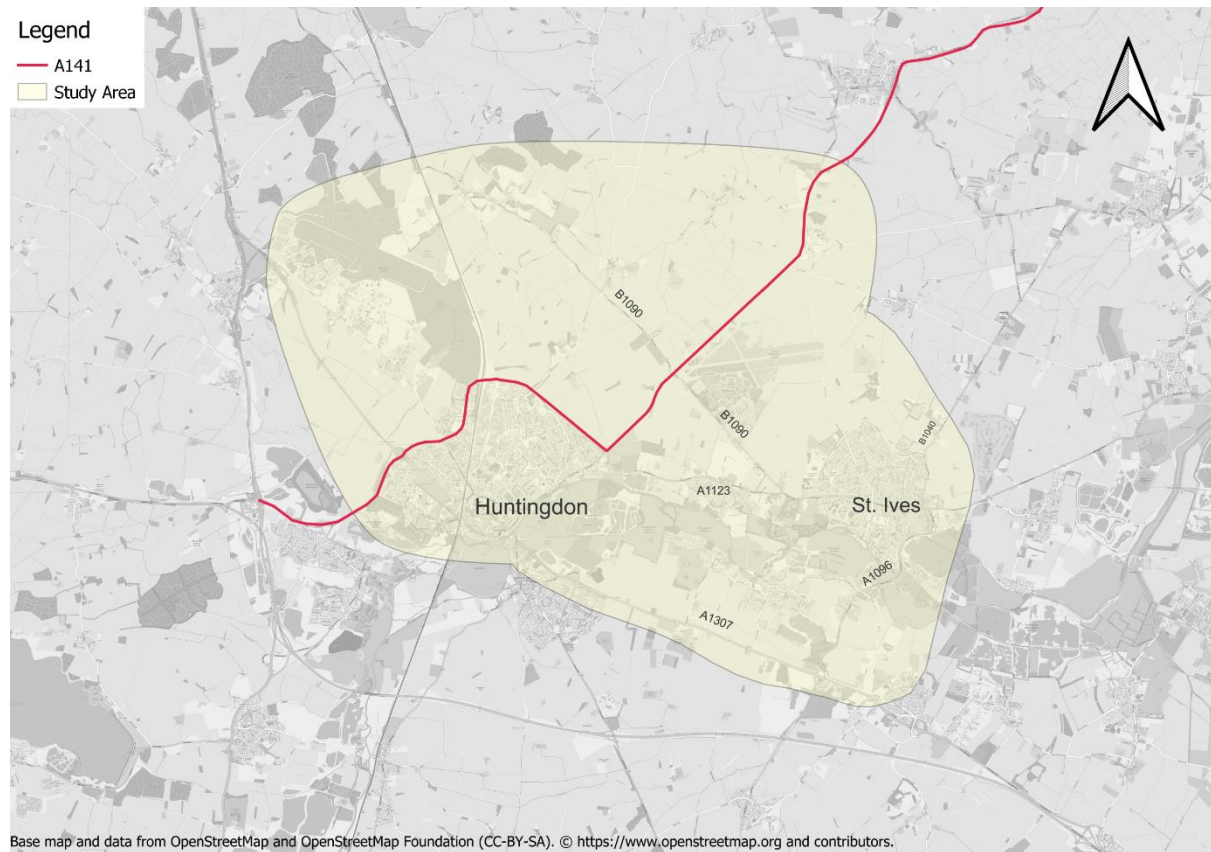 Legend
A141
Study Area
B1090
B1090
B1040
A1123
Huntingdon
St. Ives
A1096
A1307
Base map and data from OpenStreetMap and OpenStreetMap Foundation (CC-BY-SA). © https://www.openstreetmap.org and contributors.